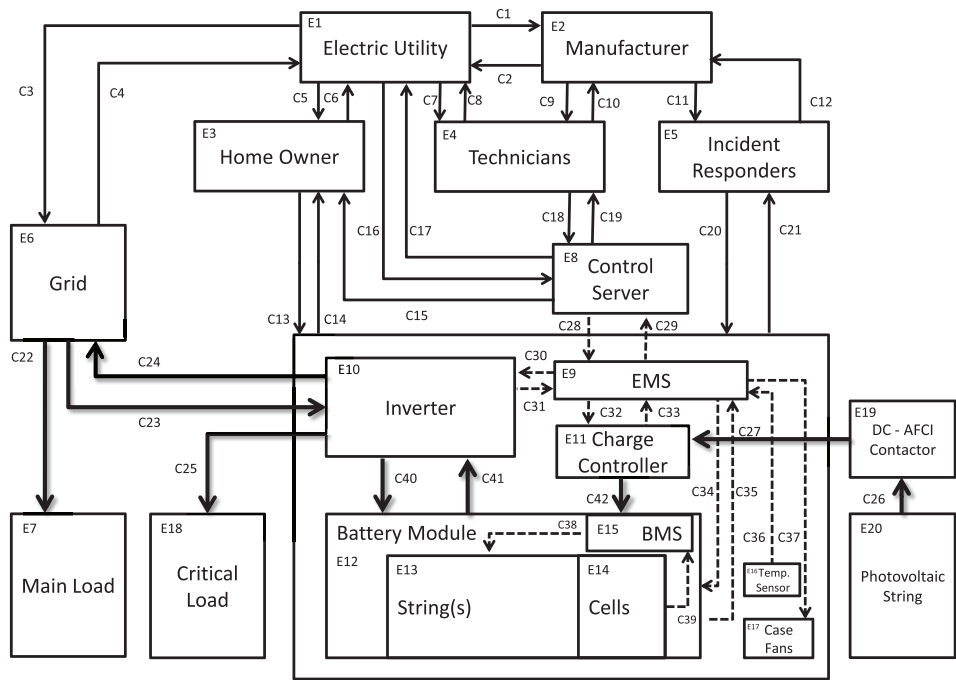 E1
Electric Utility
C1
E2
Manufacturer
C2
C3
C4
C5
C6
C7
C8
C9
C10
C11
C12
E3
Home Owner
E4
Technicians
E5
Incident
Responders
E6
Grid
C16
C17
C18
C19
C20
C21
E8
Control
Server
C13
C14
C15
C28
C29
C22
C24
C23
C25
E10
Inverter
C30
C31
E9
EMS
C32
C33
C27
E11
Charge
Controller
E19
DC - AFCI
Contactor
C40
C41
C42
C34
C35
C26
E7
Main Load
E18
Critical
Load
Battery Module
E12
C38
E15
BMS
E13
String(s)
E14
Cells
C39
C36
C37
E16
Temp.
Sensor
E17
Case
Fans
E20
Photovoltaic
String